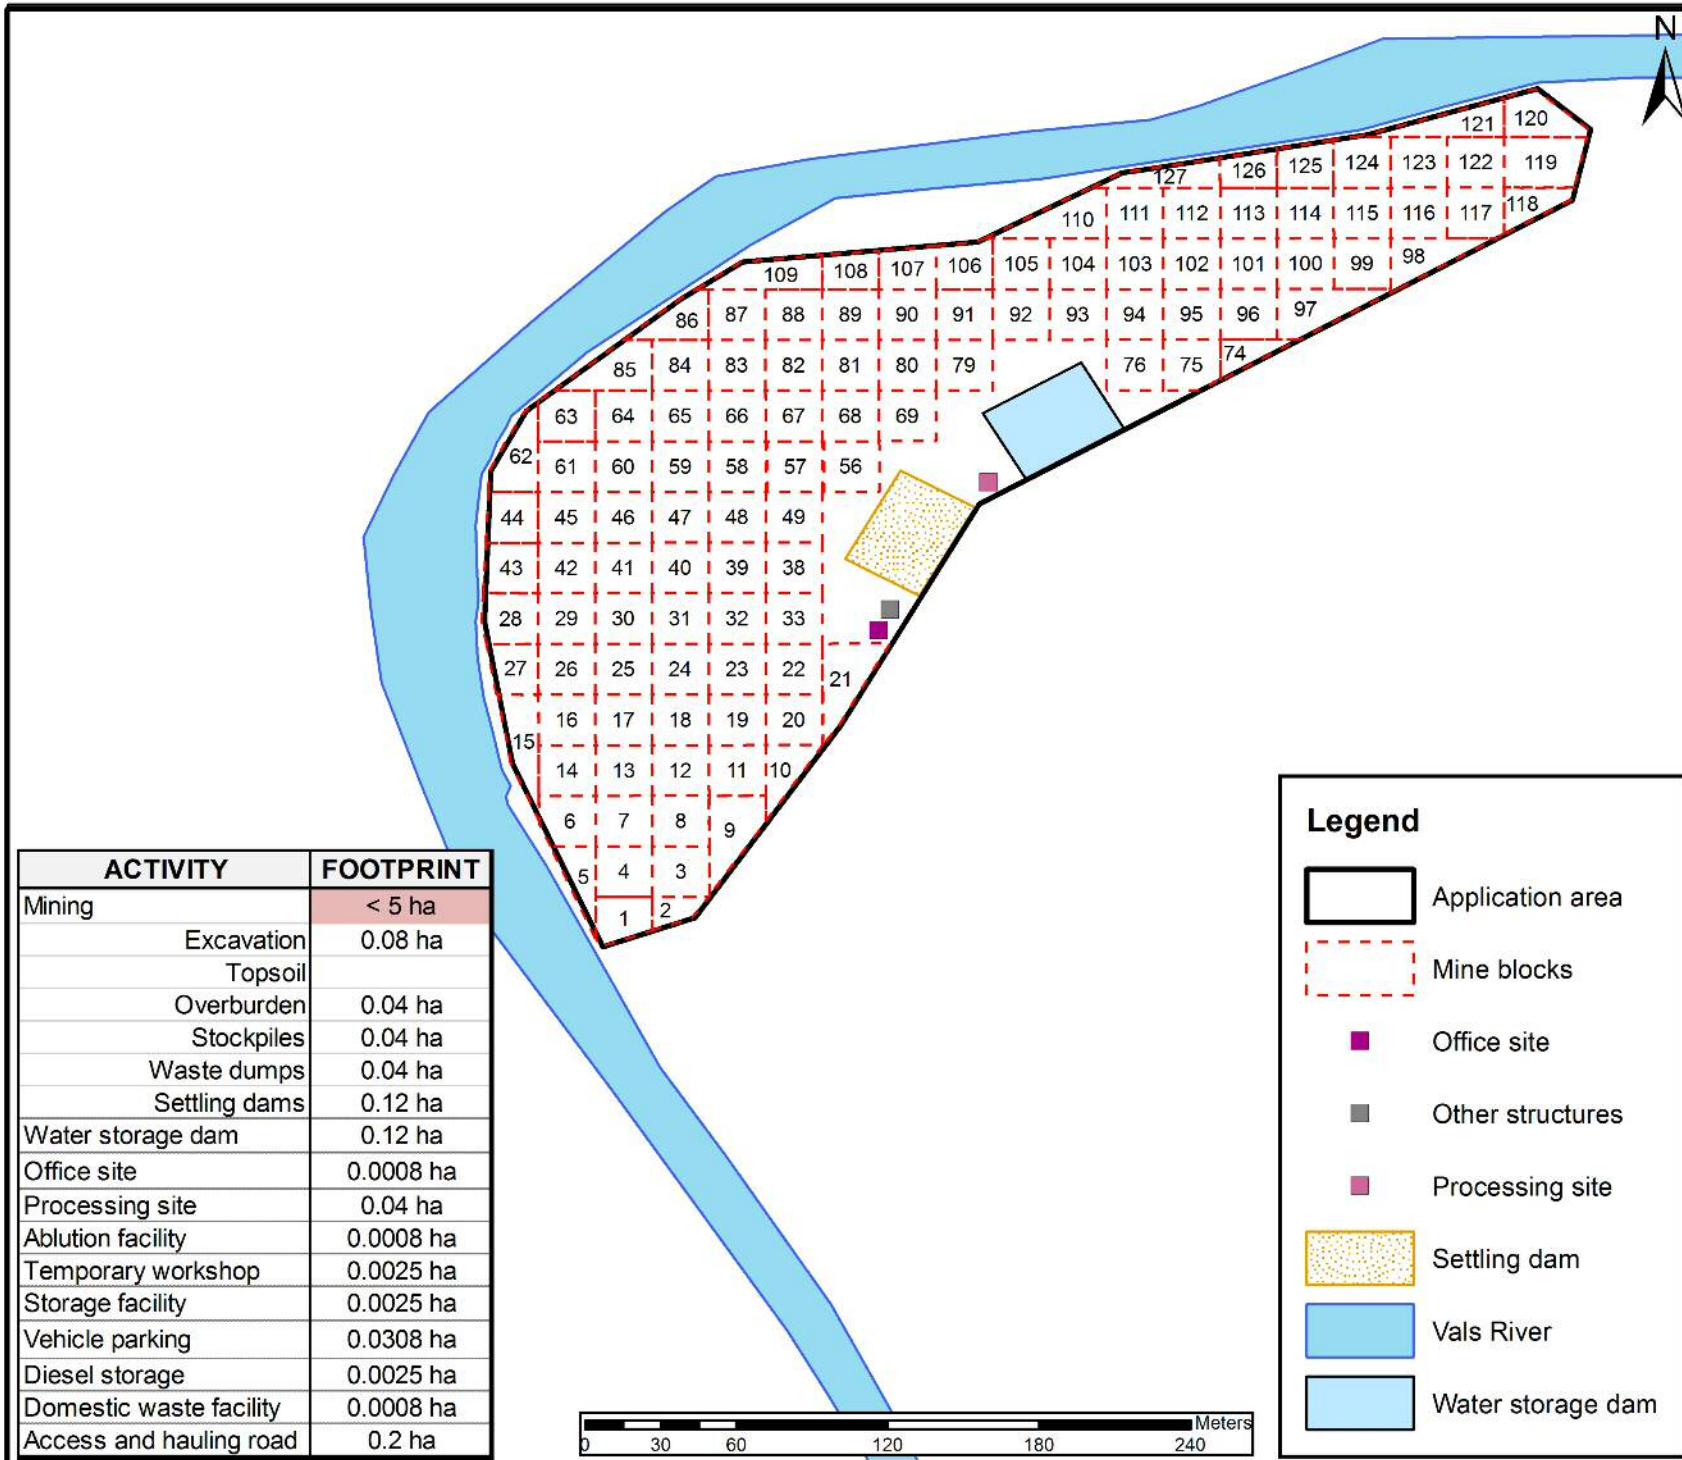 N
121 120
127 126 125 124 123 122 119
110 111 112 113 114 115 116 117 118
109 108 107 106 105 104 103 102 101 100 99 98
86 87 88 89 90 91 92 93 94 95 96 97
85 84 83 82 81 80 79 76 75 74
63 64 65 66 67 68 69
62 61 60 59 58 57 56
44 45 46 47 48 49
43 42 41 40 39 38
28 29 30 31 32 33
27 26 25 24 23 22 21
15 16 17 18 19 20
14 13 12 11 10
6 7 8 9
5 4 3
1 2
ACTIVITY FOOTPRINT
Mining < 5 ha
Excavation 0.08 ha
Topsoil
Overburden 0.04 ha
Stockpiles 0.04 ha
Waste dumps 0.04 ha
Settling dams 0.12 ha
Water storage dam 0.12 ha
Office site 0.0008 ha
Processing site 0.04 ha
Ablution facility 0.0008 ha
Temporary workshop 0.0025 ha
Storage facility 0.0025 ha
Vehicle parking 0.0308 ha
Diesel storage 0.0025 ha
Domestic waste facility 0.0008 ha
Access and hauling road 0.2 ha
Meters
0 30 60 120 180 240
Legend
Application area
Mine blocks
Office site
Other structures
Processing site
Settling dam
Vals River
Water storage dam